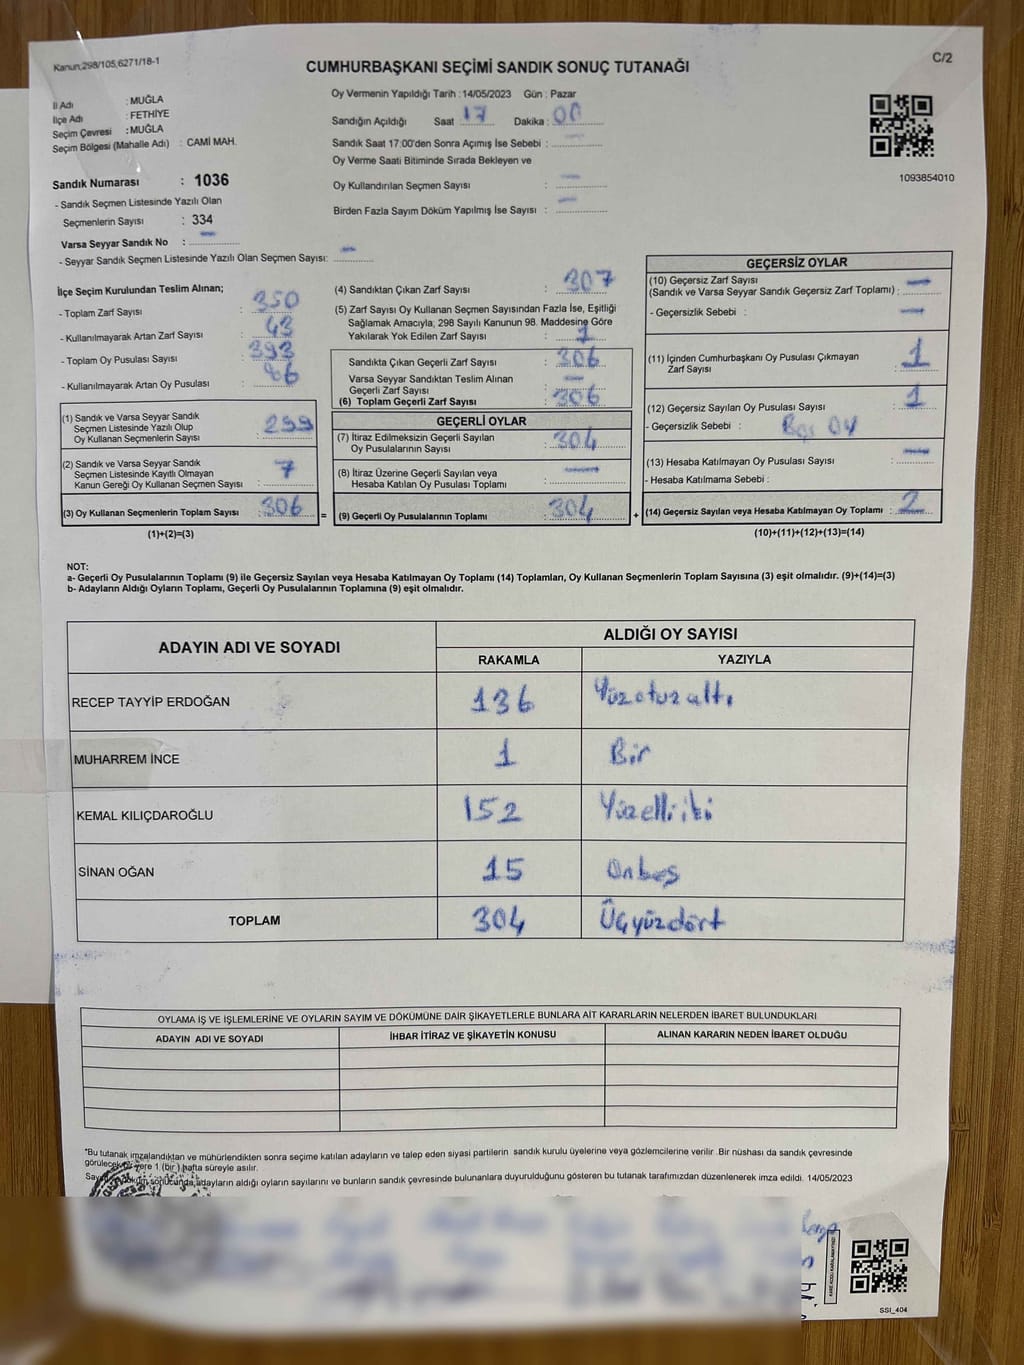 Kanun;298/105,6271/18-1
C/2
CUMHURBAŞKANI SEÇİMİ SANDIK SONUÇ TUTANAĞI
İl Adı : MUĞLA
İlçe Adı : FETHİYE
Seçim Çevresi : MUĞLA
Seçim Bölgesi (Mahalle Adı) : CAMİ MAH.
Sandık Numarası : 1036
- Sandık Seçmen Listesinde Yazılı Olan
Seçmenlerin Sayısı : 334
Varsa Seyyar Sandık No : —
- Seyyar Sandık Seçmen Listesinde Yazılı Olan Seçmen Sayısı: —
Oy Vermenin Yapıldığı Tarih : 14/05/2023 Gün : Pazar
Sandığın Açıldığı Saat 17 Dakika : 00
Sandık Saat 17:00'den Sonra Açımış İse Sebebi : —
Oy Verme Saati Bitiminde Sırada Bekleyen ve
Oy Kullandırılan Seçmen Sayısı : —
Birden Fazla Sayım Döküm Yapılmış İse Sayısı : —
1093854010
İlçe Seçim Kurulundan Teslim Alınan;
- Toplam Zarf Sayısı : 350
- Kullanılmayarak Artan Zarf Sayısı : 43
- Toplam Oy Pusulası Sayısı : 393
- Kullanılmayarak Artan Oy Pusulası : 86
(1) Sandık ve Varsa Seyyar Sandık
Seçmen Listesinde Yazılı Olup
Oy Kullanan Seçmenlerin Sayısı : 299
(2) Sandık ve Varsa Seyyar Sandık
Seçmen Listesinde Kayıtlı Olmayan
Kanun Gereği Oy Kullanan Seçmen Sayısı : 7
(3) Oy Kullanan Seçmenlerin Toplam Sayısı : 306 =
(1)+(2)=(3)
(4) Sandıktan Çıkan Zarf Sayısı : 307
(5) Zarf Sayısı Oy Kullanan Seçmen Sayısından Fazla İse, Eşitliği
Sağlamak Amacıyla, 298 Sayılı Kanunun 98. Maddesine Göre
Yakılarak Yok Edilen Zarf Sayısı : 1
Sandıkta Çıkan Geçerli Zarf Sayısı : 306
Varsa Seyyar Sandıktan Teslim Alınan
Geçerli Zarf Sayısı : —
(6) Toplam Geçerli Zarf Sayısı : 306
GEÇERLİ OYLAR
(7) İtiraz Edilmeksizin Geçerli Sayılan
Oy Pusulalarının Sayısı : 304
(8) İtiraz Üzerine Geçerli Sayılan veya
Hesaba Katılan Oy Pusulası Toplamı : —
(9) Geçerli Oy Pusulalarının Toplamı : 304 +
GEÇERSİZ OYLAR
(10) Geçersiz Zarf Sayısı
(Sandık ve Varsa Seyyar Sandık Geçersiz Zarf Toplamı) : —
- Geçersizlik Sebebi : —
(11) İçinden Cumhurbaşkanı Oy Pusulası Çıkmayan
Zarf Sayısı : 1
(12) Geçersiz Sayılan Oy Pusulası Sayısı : 1
- Geçersizlik Sebebi : Boş Oy
(13) Hesaba Katılmayan Oy Pusulası Sayısı : —
- Hesaba Katılmama Sebebi :
(14) Geçersiz Sayılan veya Hesaba Katılmayan Oy Toplamı : 2
(10)+(11)+(12)+(13)=(14)
NOT:
a- Geçerli Oy Pusulalarının Toplamı (9) ile Geçersiz Sayılan veya Hesaba Katılmayan Oy Toplamı (14) Toplamları, Oy Kullanan Seçmenlerin Toplam Sayısına (3) eşit olmalıdır. (9)+(14)=(3)
b- Adayların Aldığı Oyların Toplamı, Geçerli Oy Pusulalarının Toplamına (9) eşit olmalıdır.
ADAYIN ADI VE SOYADI
ALDIĞI OY SAYISI
RAKAMLA YAZIYLA
RECEP TAYYİP ERDOĞAN 136 Yüzotuzaltı
MUHARREM İNCE 1 Bir
KEMAL KILIÇDAROĞLU 152 Yüzelliiki
SİNAN OĞAN 15 Onbeş
TOPLAM 304 Üçyüzdört
OYLAMA İŞ VE İŞLEMLERİNE VE OYLARIN SAYIM VE DÖKÜMÜNE DAİR ŞİKAYETLERLE BUNLARA AİT KARARLARIN NELERDEN İBARET BULUNDUKLARI
ADAYIN ADI VE SOYADI İHBAR İTİRAZ VE ŞİKAYETİN KONUSU ALINAN KARARIN NEDEN İBARET OLDUĞU
*Bu tutanak imzalandıktan ve mühürlendikten sonra seçime katılan adayların ve talep eden siyasi partilerin sandık kurulu üyelerine veya gözlemcilerine verilir .Bir nüshası da sandık çevresinde
görülecek yere 1 (bir ) hafta süreyle asılır.
sonucunda adayların aldığı oyların sayılarını ve bunların sandık çevresinde bulunanlara duyurulduğunu gösteren bu tutanak tarafımızdan düzenlenerek imza edildi. 14/05/2023
SSI_404